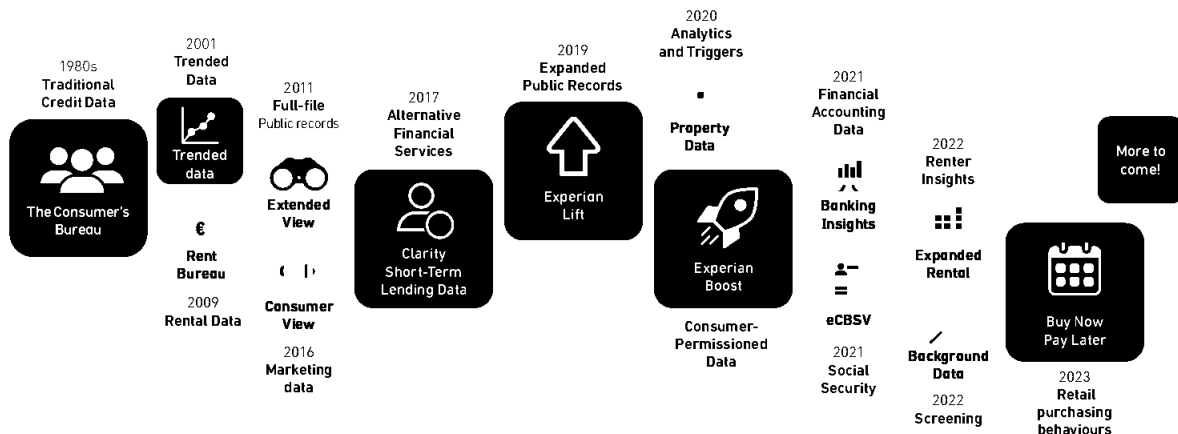 1980s
Traditional
Credit Data
The Consumer's
Bureau
2001
Trended
Data
Trended
data
€
Rent
Bureau
2009
Rental Data
2011
Full-file
Public records
Extended
View
Consumer
View
2016
Marketing
data
2017
Alternative
Financial
Services
Clarity
Short-Term
Lending Data
2019
Expanded
Public Records
Experian
Lift
2020
Analytics
and Triggers
Property
Data
Experian
Boost
Consumer-
Permissioned
Data
2021
Financial
Accounting
Data
Banking
Insights
eCBSV
2021
Social
Security
2022
Renter
Insights
Expanded
Rental
Background
Data
2022
Screening
Buy Now
Pay Later
2023
Retail
purchasing
behaviours
More to
come!